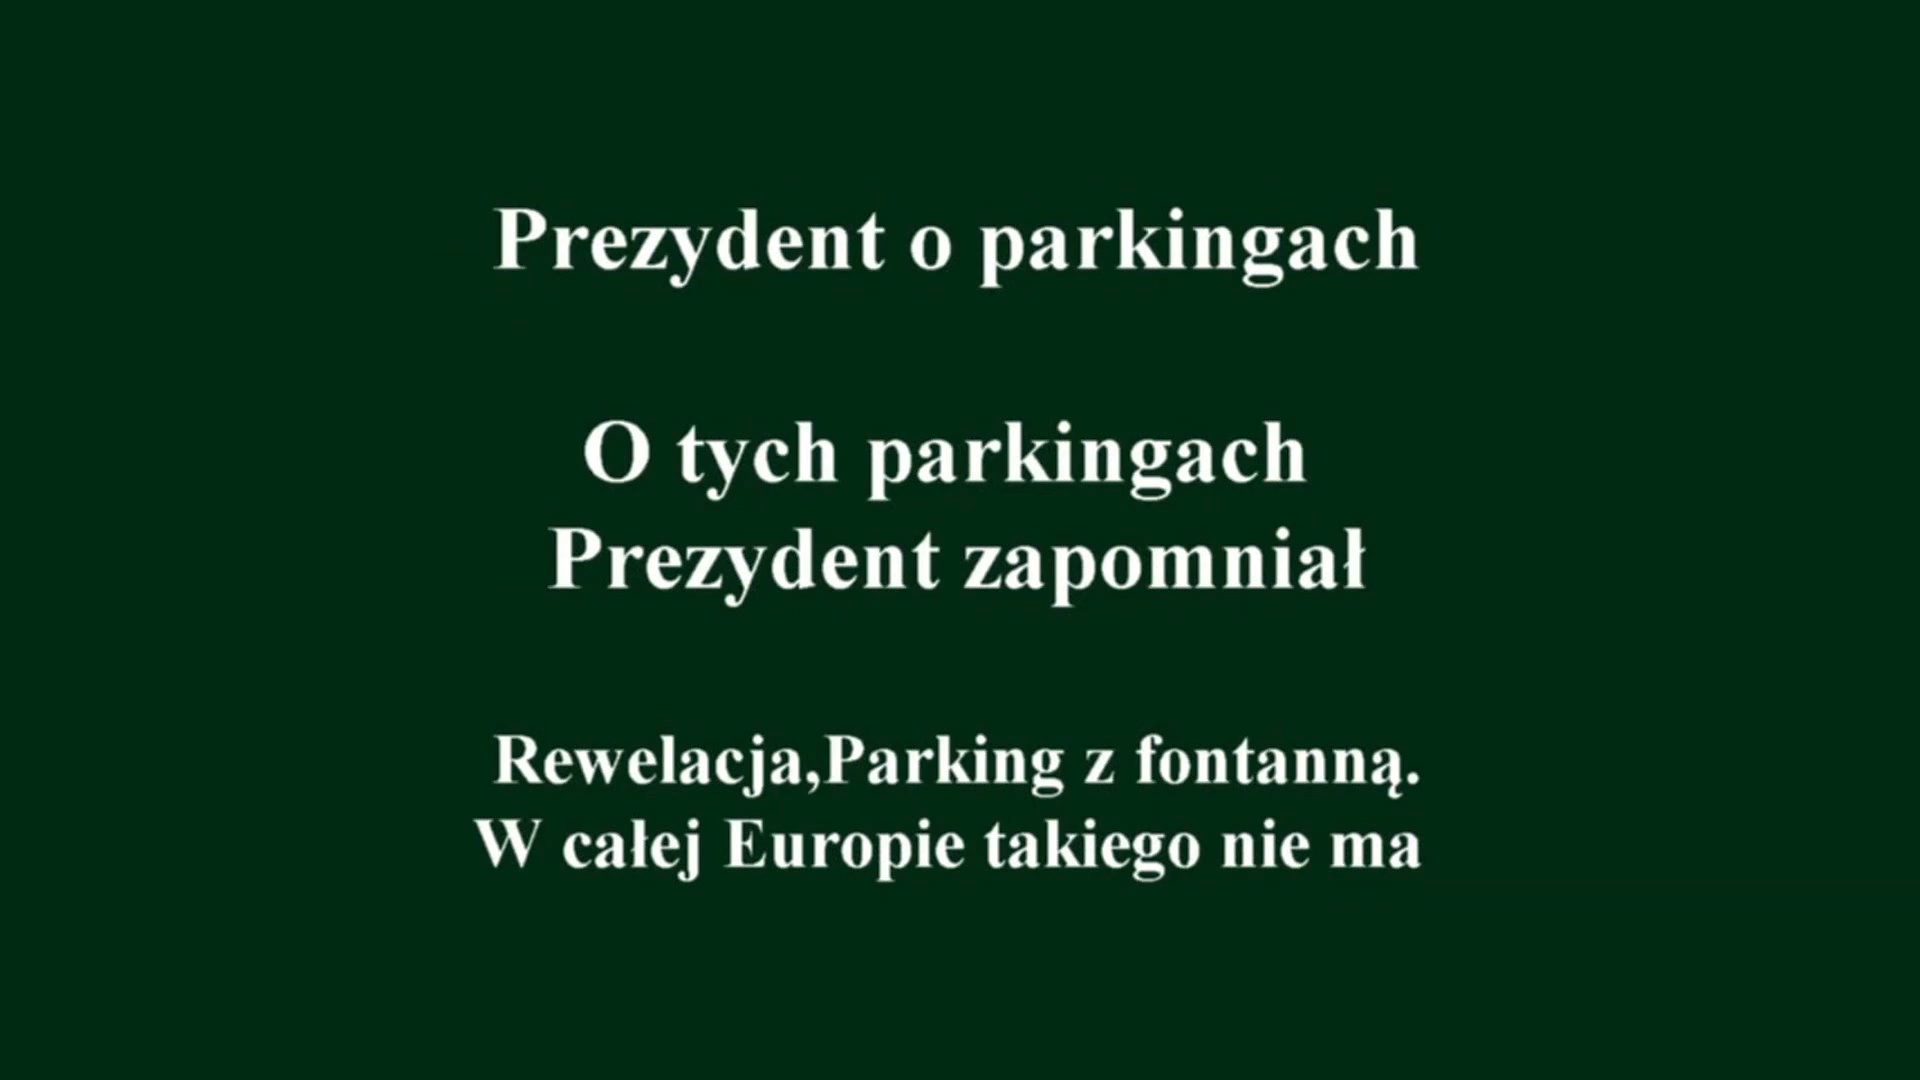 Prezydent o parkingach
O tych parkingach
Prezydent zapomniał
Rewelacja,Parking z fontanną.
W całej Europie takiego nie ma